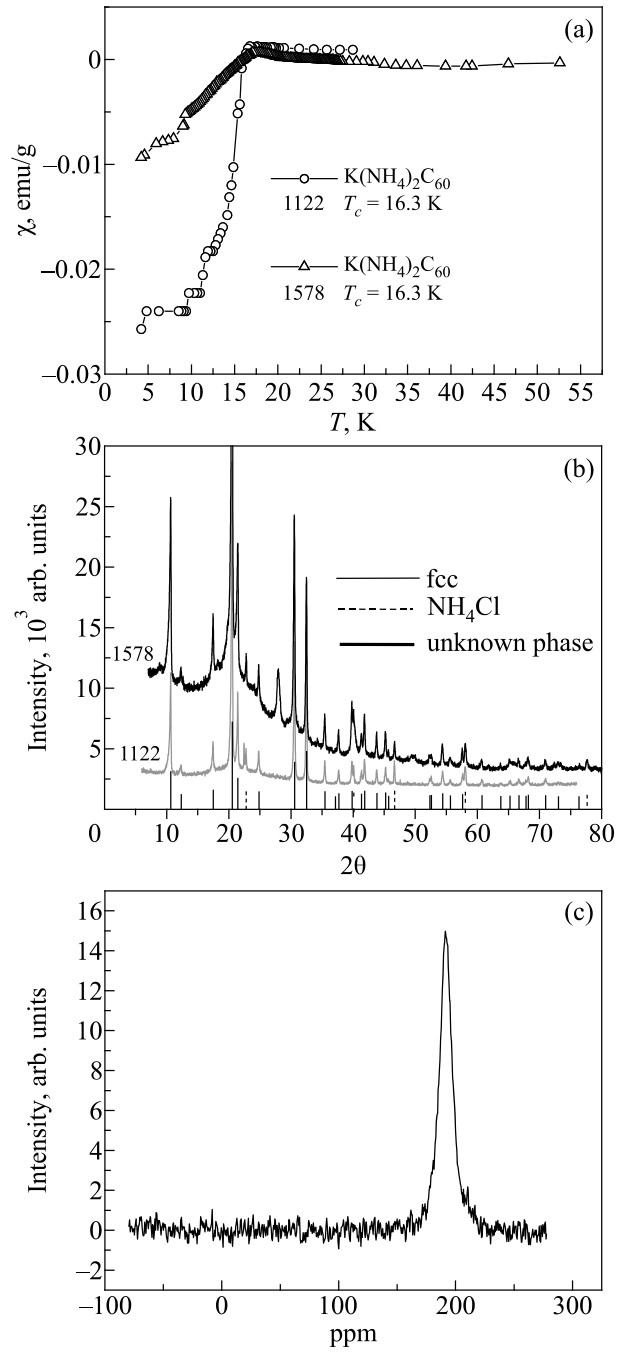 (a)
0
–0.01
–0.02
–0.03
χ, emu/g
K(NH₄)₂C₆₀
1122 T_c = 16.3 K
K(NH₄)₂C₆₀
1578 T_c = 16.3 K
0 5 10 15 20 25 30 35 40 45 50 55
T, K
(b)
30
25
20
15
10
5
Intensity, 10³ arb. units
fcc
NH₄Cl
unknown phase
1578
1122
0 10 20 30 40 50 60 70 80
2θ
(c)
16
14
12
10
8
6
4
2
0
–2
Intensity, arb. units
–100 0 100 200 300
ppm